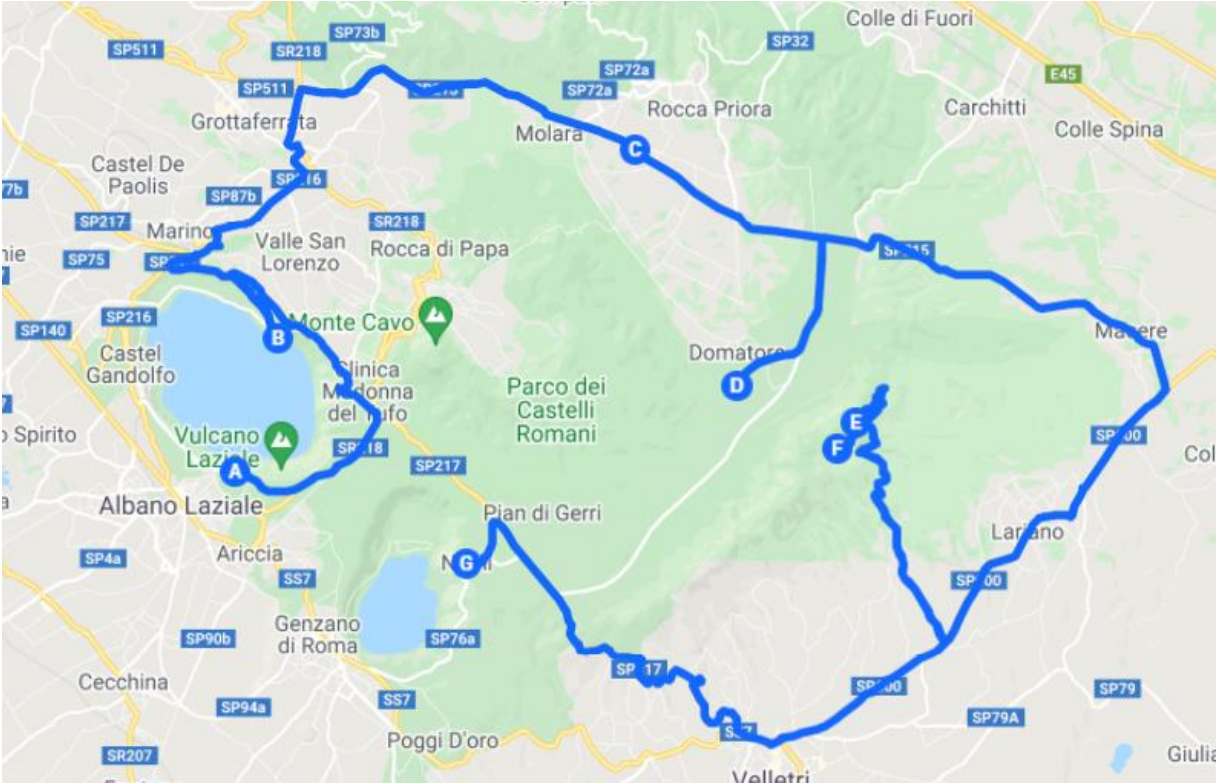 SP511
SP73b
SR218
SP32
Colle di Fuori
E45
SP511
SP72a
SP72a
Rocca Priora
Carchitti
Colle Spina
Grottaferrata
Molara
C
Castel De
Paolis
SP87b
SP217
Marino
Valle San
Lorenzo
SR218
Rocca di Papa
SP75
SP216
SP140
Monte Cavo
B
Castel
Gandolfo
Clinica
Madonna
del Tufo
Domatore
D
Parco dei
Castelli
Romani
E
F
Spirito
Vulcano
Laziale
A
SP217
Albano Laziale
Pian di Gerri
Lariano
Ariccia
SP4a
SS7
G
Genzano
di Roma
SP90b
SP76a
Cecchina
SP94a
SS7
SP79
SP79A
Poggi D'oro
SR207
Velletri